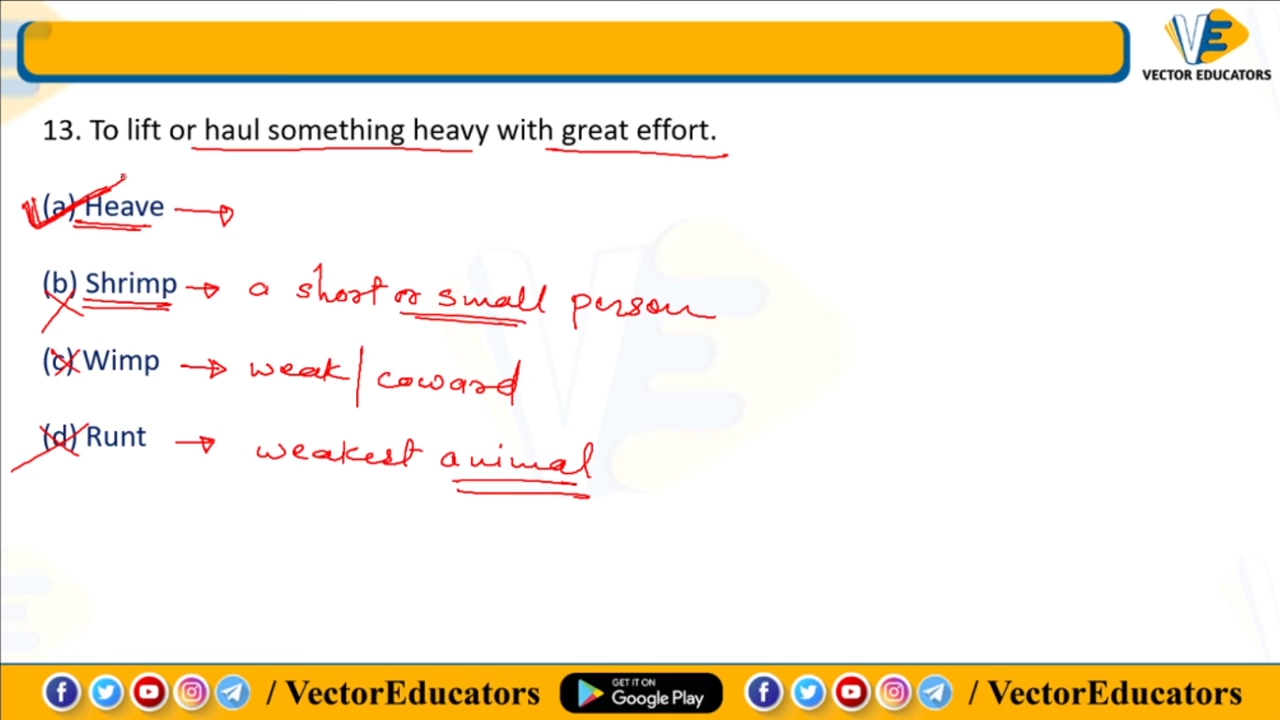 VECTOR EDUCATORS
13. To lift or haul something heavy with great effort.
(a) Heave →
(b) Shrimp → a short or small person
(c) Wimp → weak/coward
(d) Runt → weakest animal
/ VectorEducators GET IT ON Google Play / VectorEducators